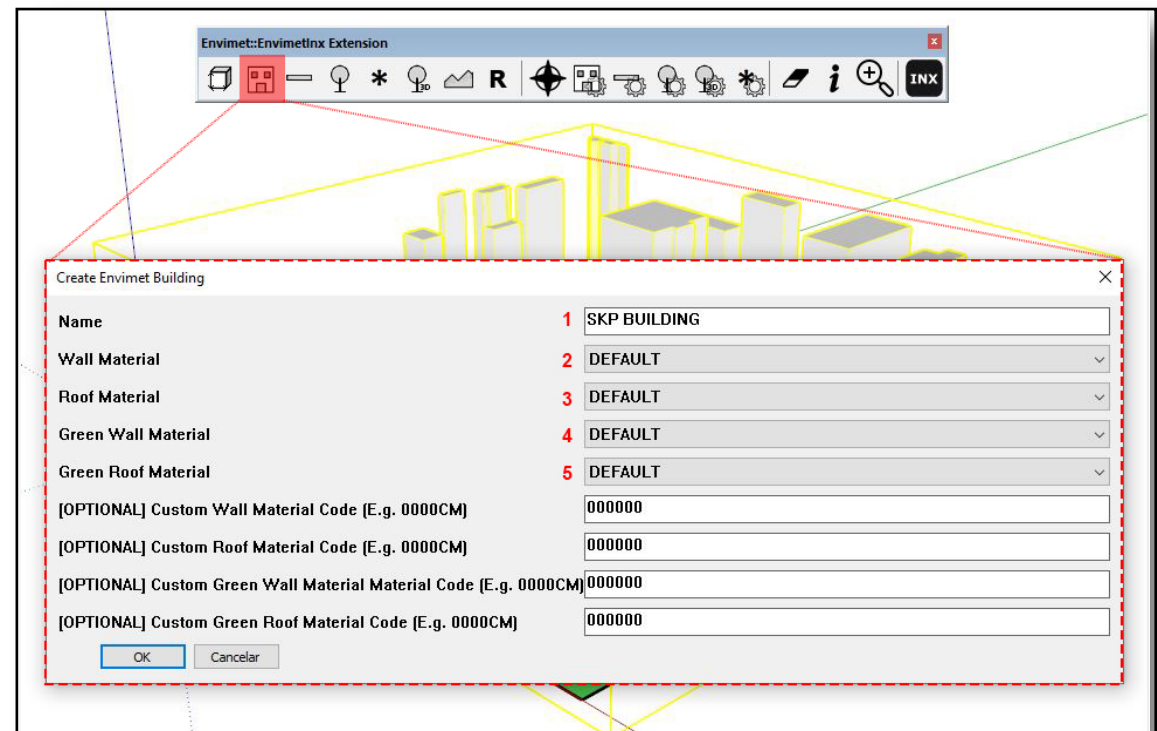 Envimet::EnvimetInx Extension
x
3D R 3D i INX
Create Envimet Building
Name 1 SKP BUILDING
Wall Material 2 DEFAULT
Roof Material 3 DEFAULT
Green Wall Material 4 DEFAULT
Green Roof Material 5 DEFAULT
[OPTIONAL] Custom Wall Material Code (E.g. 0000CM) 000000
[OPTIONAL] Custom Roof Material Code (E.g. 0000CM) 000000
[OPTIONAL] Custom Green Wall Material Material Code (E.g. 0000CM) 000000
[OPTIONAL] Custom Green Roof Material Code (E.g. 0000CM) 000000
OK Cancelar